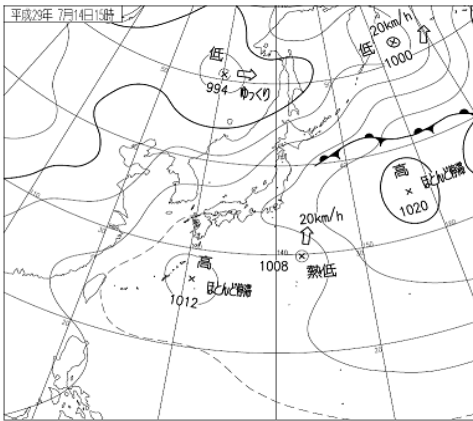 平成29年 7月14日15時
低
994 ゆっくり
20km/h
低
1000
高
ほとんど停滞
1020
20km/h
1008
熱低
高
ほとんど停滞
1012
140
150